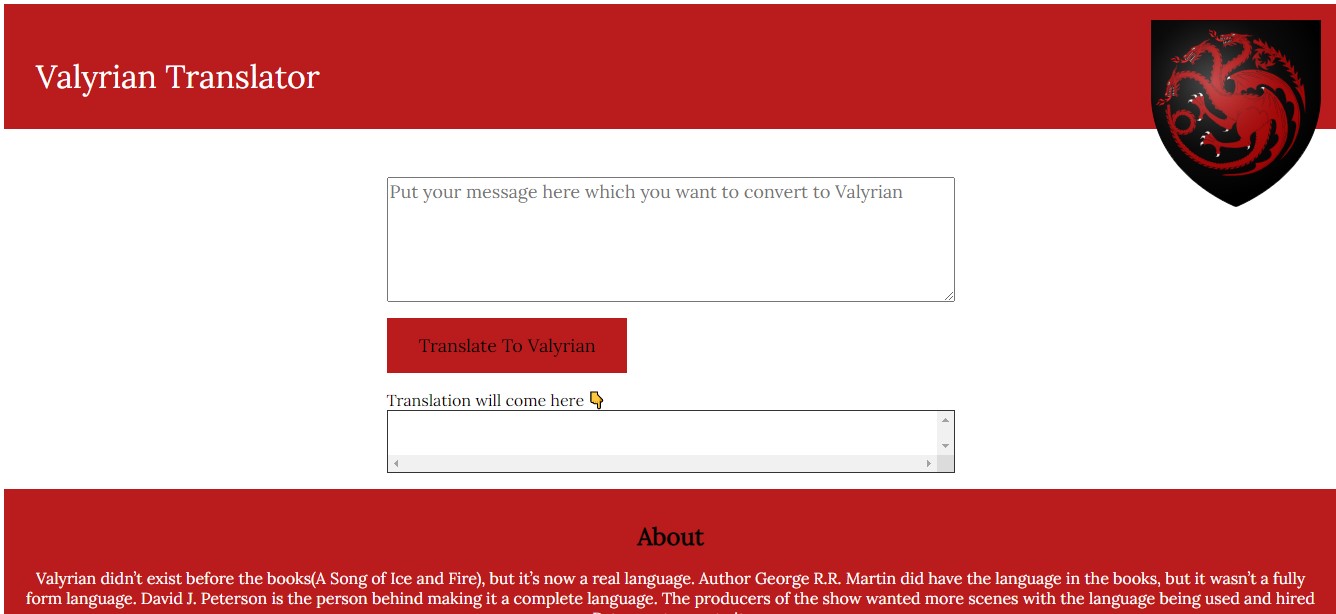 Valyrian Translator
Put your message here which you want to convert to Valyrian
Translate To Valyrian
Translation will come here 👇
About
Valyrian didn’t exist before the books(A Song of Ice and Fire), but it’s now a real language. Author George R.R. Martin did have the language in the books, but it wasn’t a fully
form language. David J. Peterson is the person behind making it a complete language. The producers of the show wanted more scenes with the language being used and hired